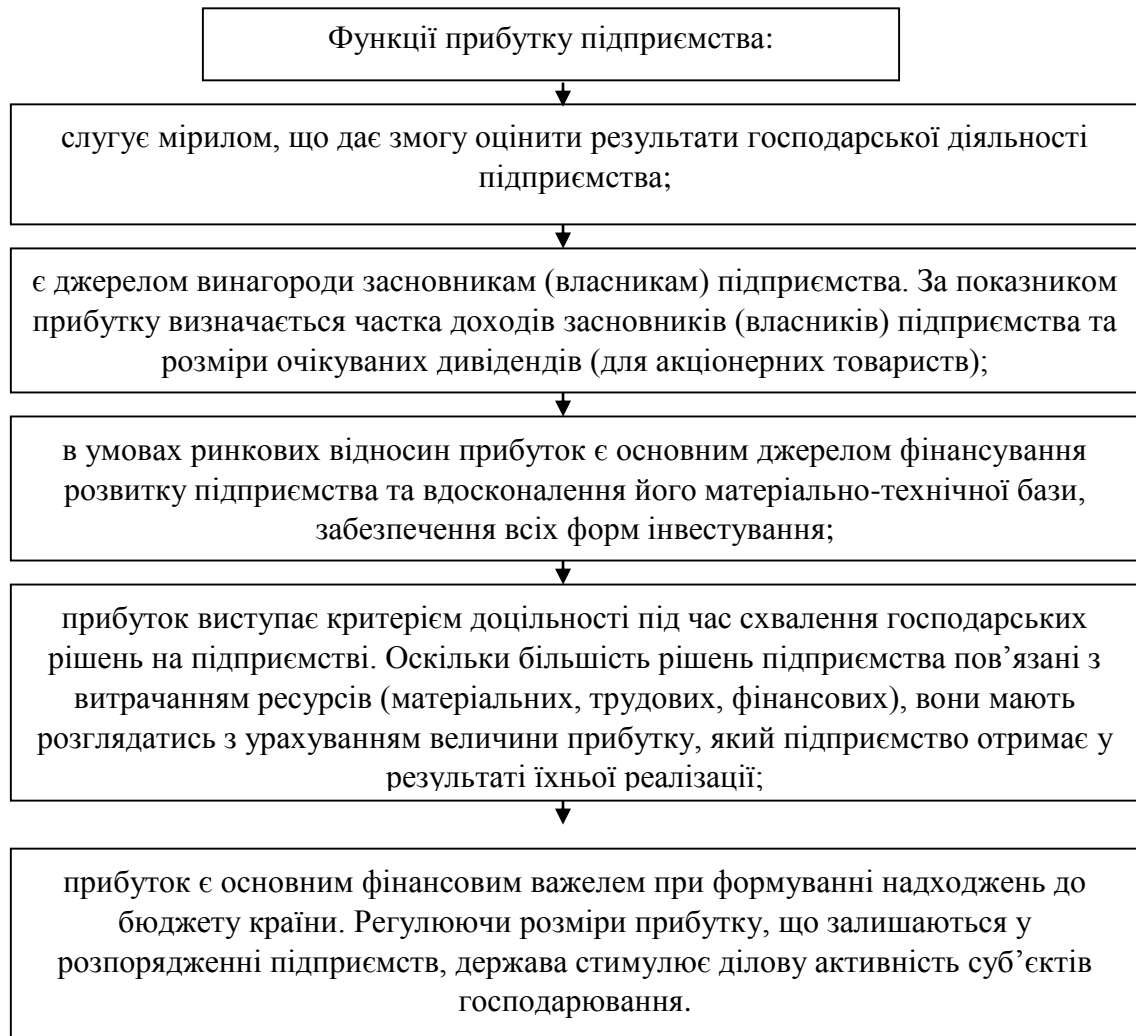 Функції прибутку підприємства:
слугує мірилом, що дає змогу оцінити результати господарської діяльності
підприємства;
є джерелом винагороди засновникам (власникам) підприємства. За показником
прибутку визначається частка доходів засновників (власників) підприємства та
розміри очікуваних дивідендів (для акціонерних товариств);
в умовах ринкових відносин прибуток є основним джерелом фінансування
розвитку підприємства та вдосконалення його матеріально-технічної бази,
забезпечення всіх форм інвестування;
прибуток виступає критерієм доцільності під час схвалення господарських
рішень на підприємстві. Оскільки більшість рішень підприємства пов’язані з
витрачанням ресурсів (матеріальних, трудових, фінансових), вони мають
розглядатись з урахуванням величини прибутку, який підприємство отримає у
результаті їхньої реалізації;
прибуток є основним фінансовим важелем при формуванні надходжень до
бюджету країни. Регулюючи розміри прибутку, що залишаються у
розпорядженні підприємств, держава стимулює ділову активність суб’єктів
господарювання.